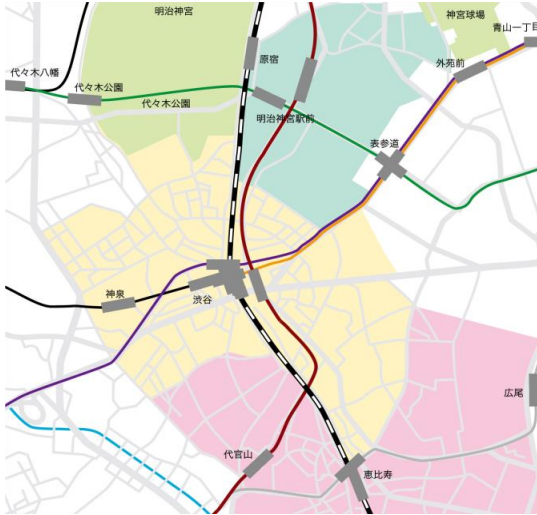 明治神宮
神宮球場
青山一丁目
原宿
外苑前
代々木八幡
代々木公園
代々木公園
明治神宮駅前
表参道
神泉
渋谷
広尾
代官山
恵比寿